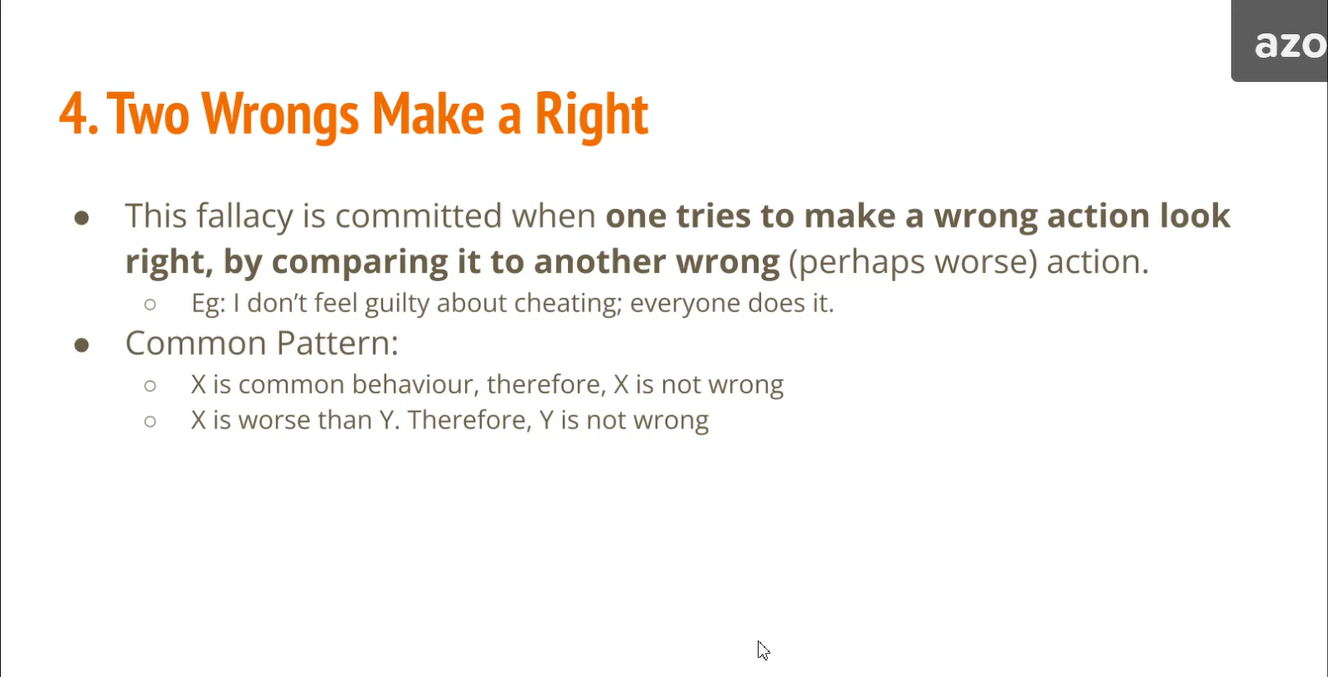 azo
4. Two Wrongs Make a Right
● This fallacy is committed when one tries to make a wrong action look
right, by comparing it to another wrong (perhaps worse) action.
○ Eg: I don’t feel guilty about cheating; everyone does it.
● Common Pattern:
○ X is common behaviour, therefore, X is not wrong
○ X is worse than Y. Therefore, Y is not wrong